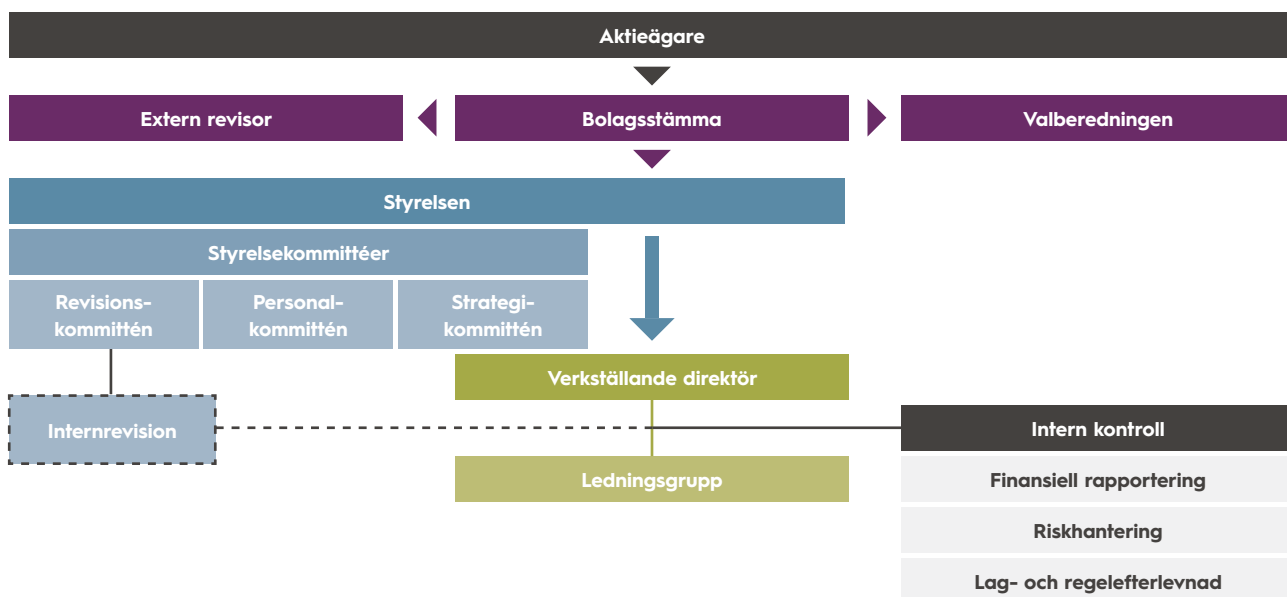 Aktieägare
Extern revisor
Bolagsstämma
Valberedningen
Styrelsen
Styrelsekommittéer
Revisions-
kommittén
Personal-
kommittén
Strategi-
kommittén
Verkställande direktör
Internrevision
Intern kontroll
Ledningsgrupp
Finansiell rapportering
Riskhantering
Lag- och regelefterlevnad